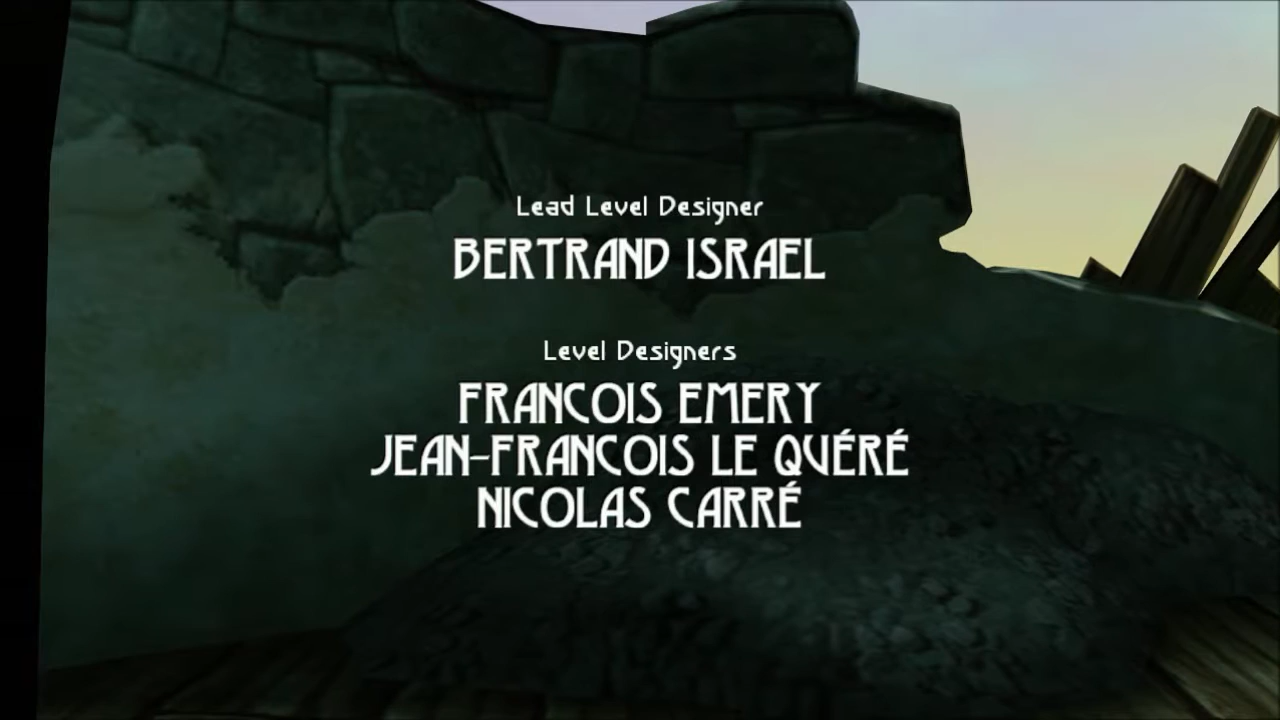 Lead Level Designer
BERTRAND ISRAEL
Level Designers
FRANCOIS EMERY
JEAN-FRANCOIS LE QUÉRÉ
NICOLAS CARRÉ